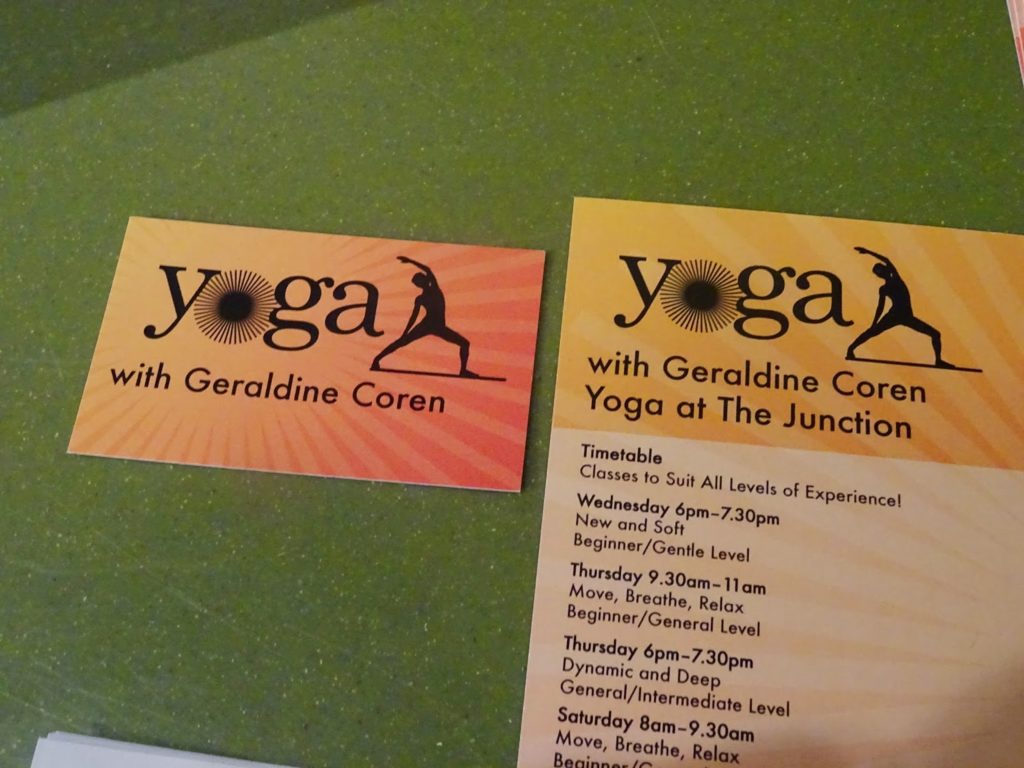 yoga
with Geraldine Coren
yoga
with Geraldine Coren
Yoga at The Junction
Timetable
Classes to Suit All Levels of Experience!
Wednesday 6pm–7.30pm
New and Soft
Beginner/Gentle Level
Thursday 9.30am–11am
Move, Breathe, Relax
Beginner/General Level
Thursday 6pm–7.30pm
Dynamic and Deep
General/Intermediate Level
Saturday 8am–9.30am
Move, Breathe, Relax